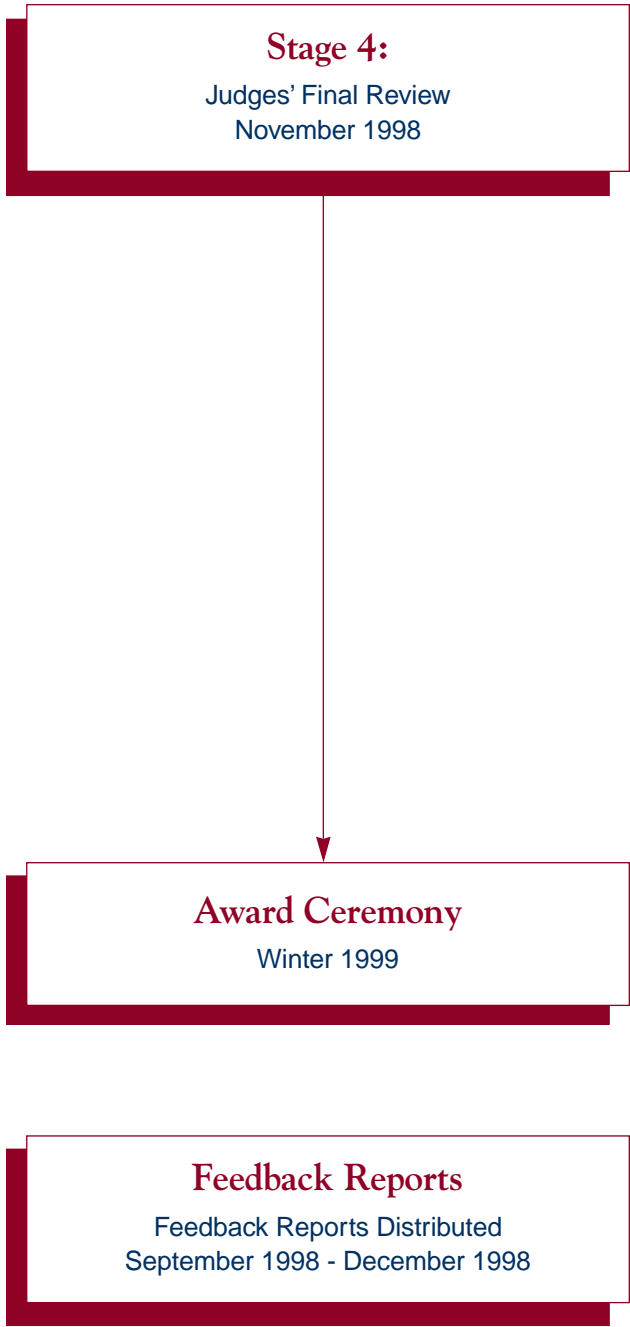 Stage 4:
Judges’ Final Review
November 1998
Award Ceremony
Winter 1999
Feedback Reports
Feedback Reports Distributed
September 1998 - December 1998